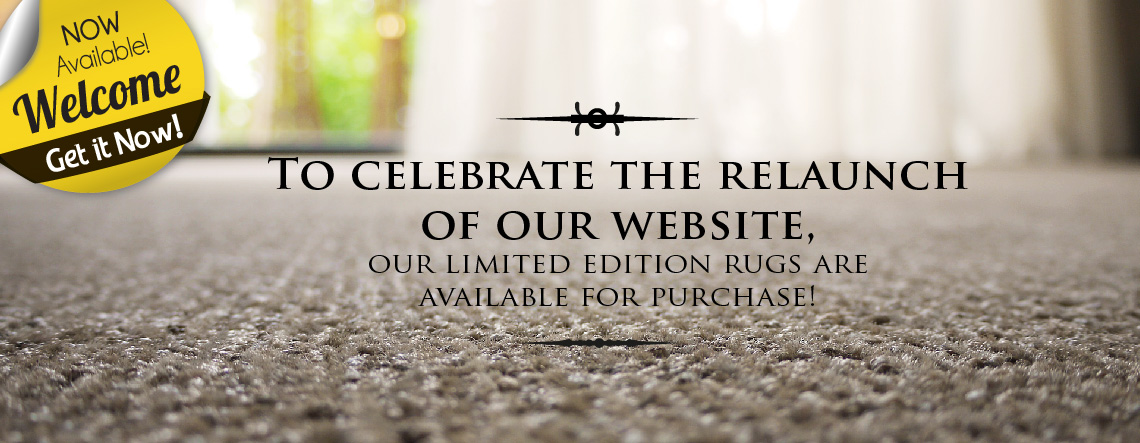 NOW
Available!
Welcome
Get it Now!
TO CELEBRATE THE RELAUNCH
OF OUR WEBSITE,
OUR LIMITED EDITION RUGS ARE
AVAILABLE FOR PURCHASE!